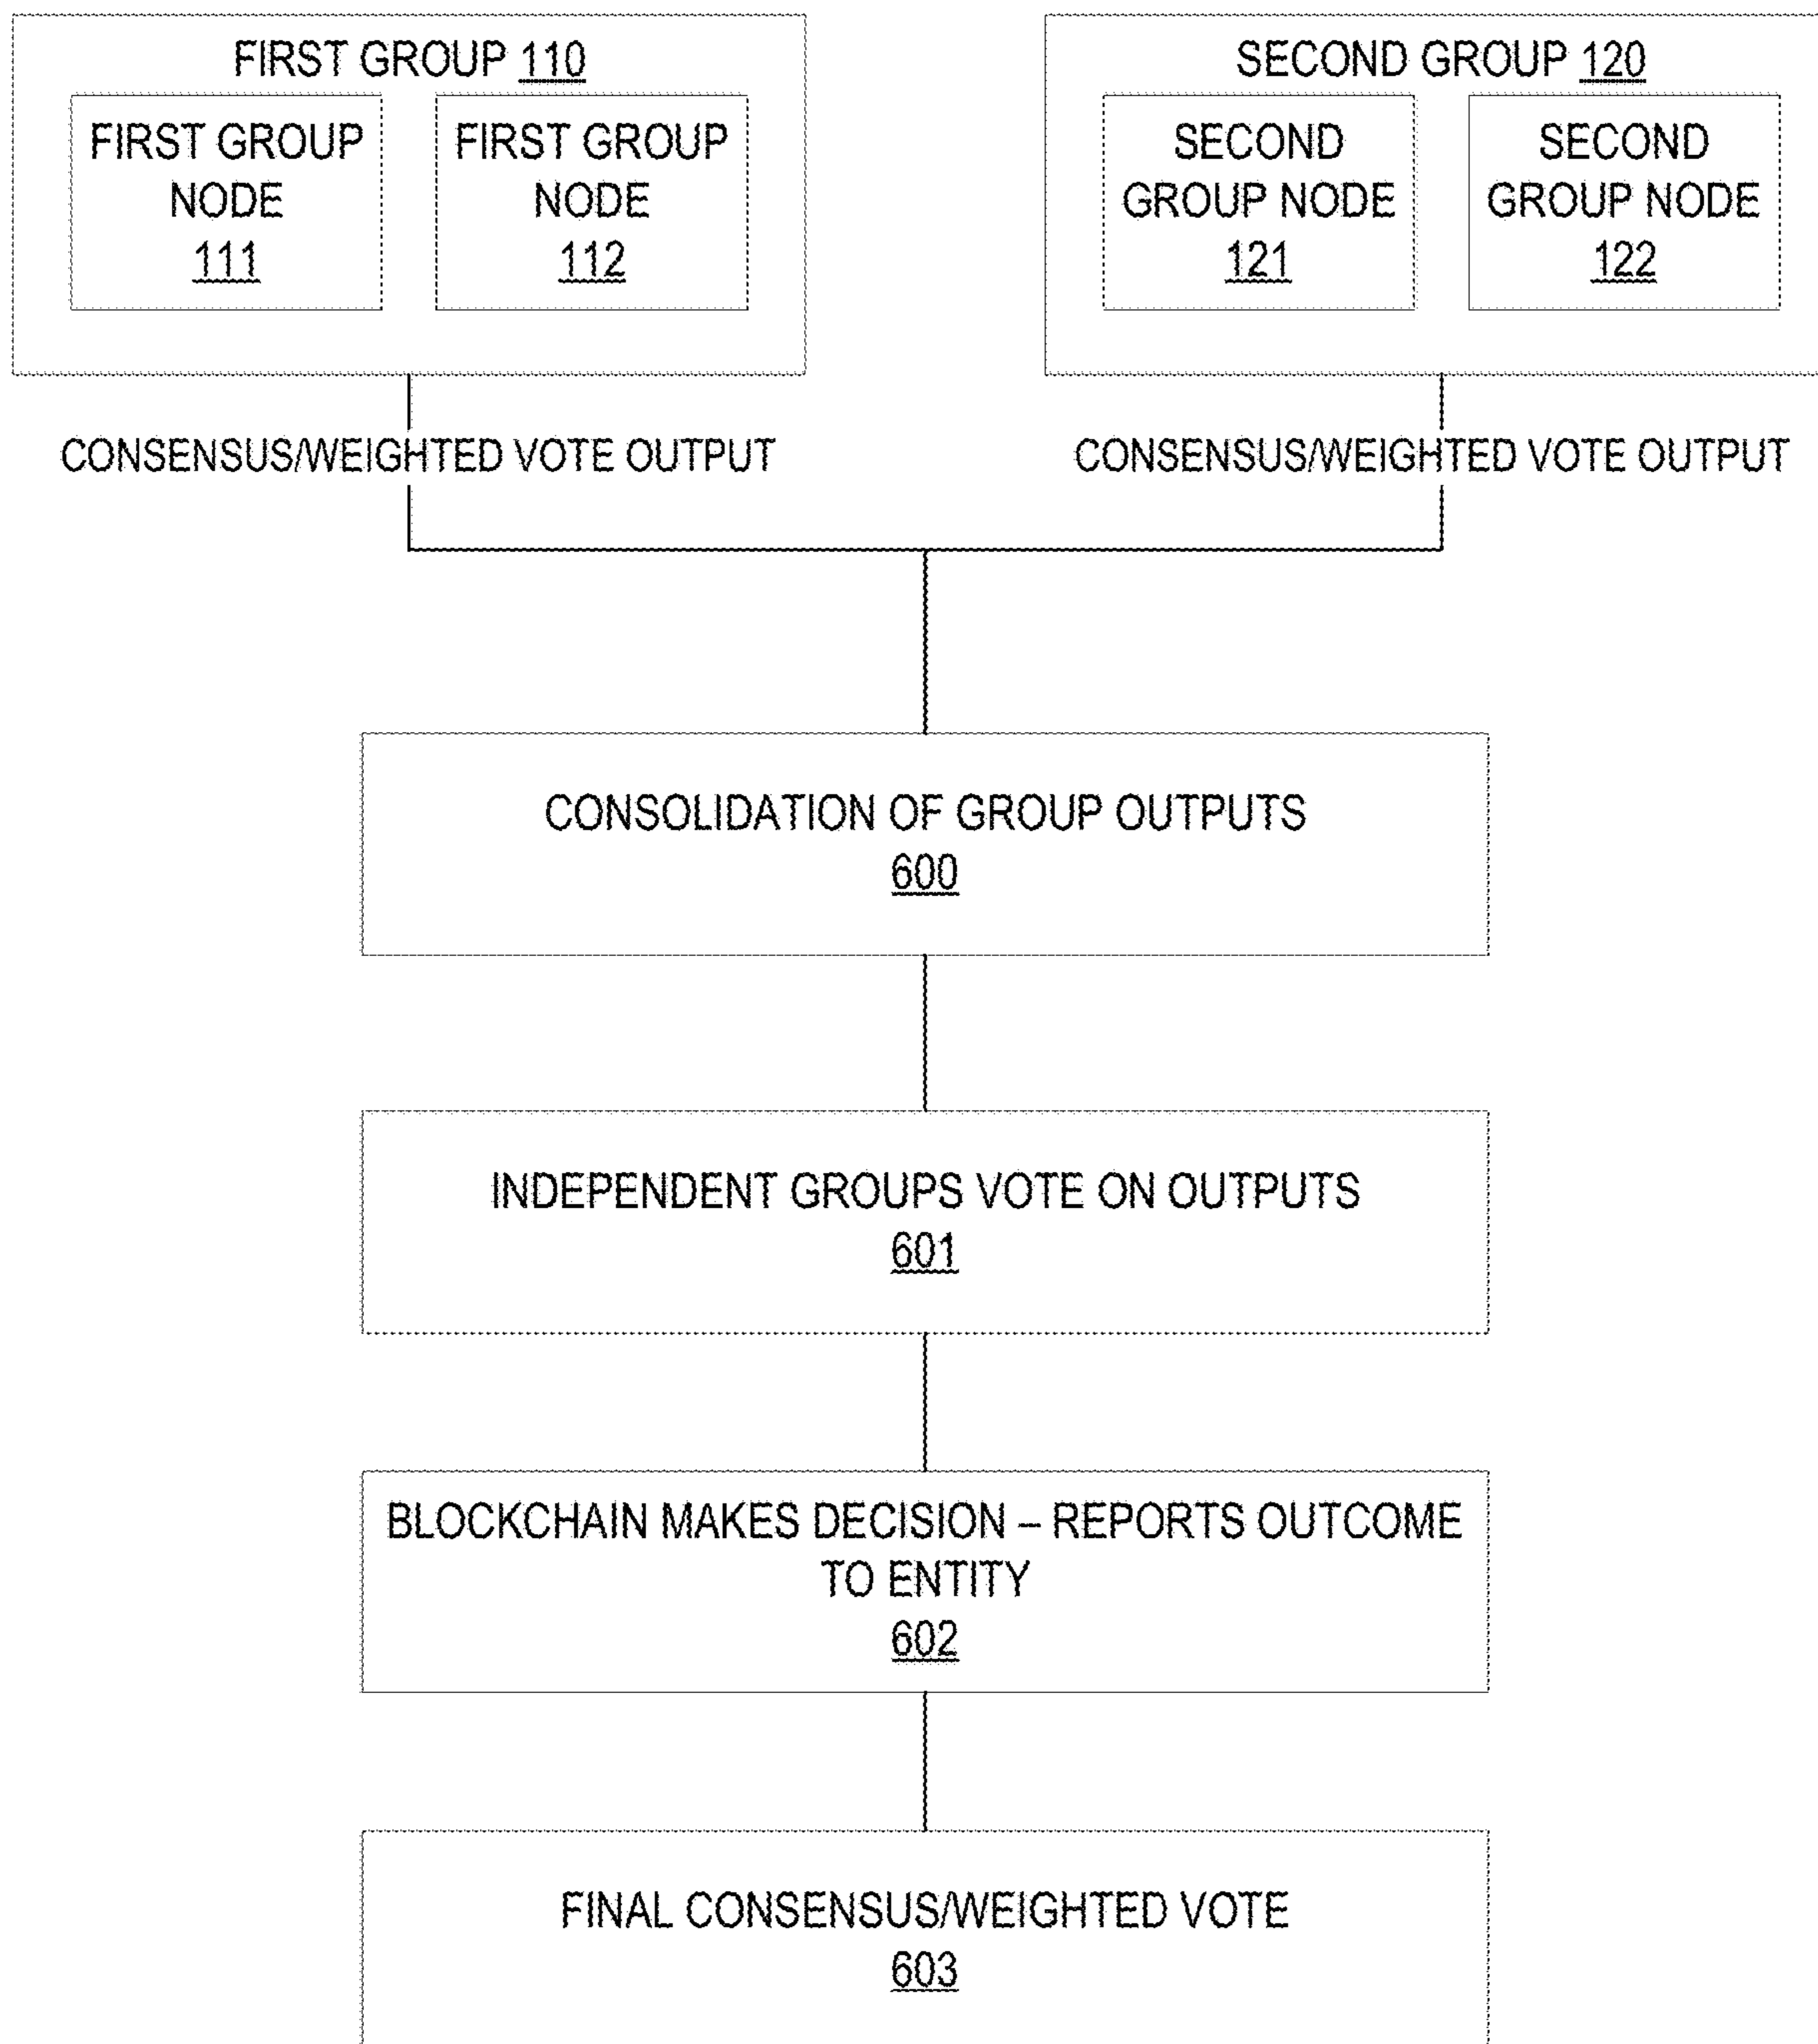 FIRST GROUP 110
FIRST GROUP
NODE
111
FIRST GROUP
NODE
112
SECOND GROUP 120
SECOND
GROUP NODE
121
SECOND
GROUP NODE
122
CONSENSUS/WEIGHTED VOTE OUTPUT
CONSENSUS/WEIGHTED VOTE OUTPUT
CONSOLIDATION OF GROUP OUTPUTS
600
INDEPENDENT GROUPS VOTE ON OUTPUTS
601
BLOCKCHAIN MAKES DECISION – REPORTS OUTCOME
TO ENTITY
602
FINAL CONSENSUS/WEIGHTED VOTE
603